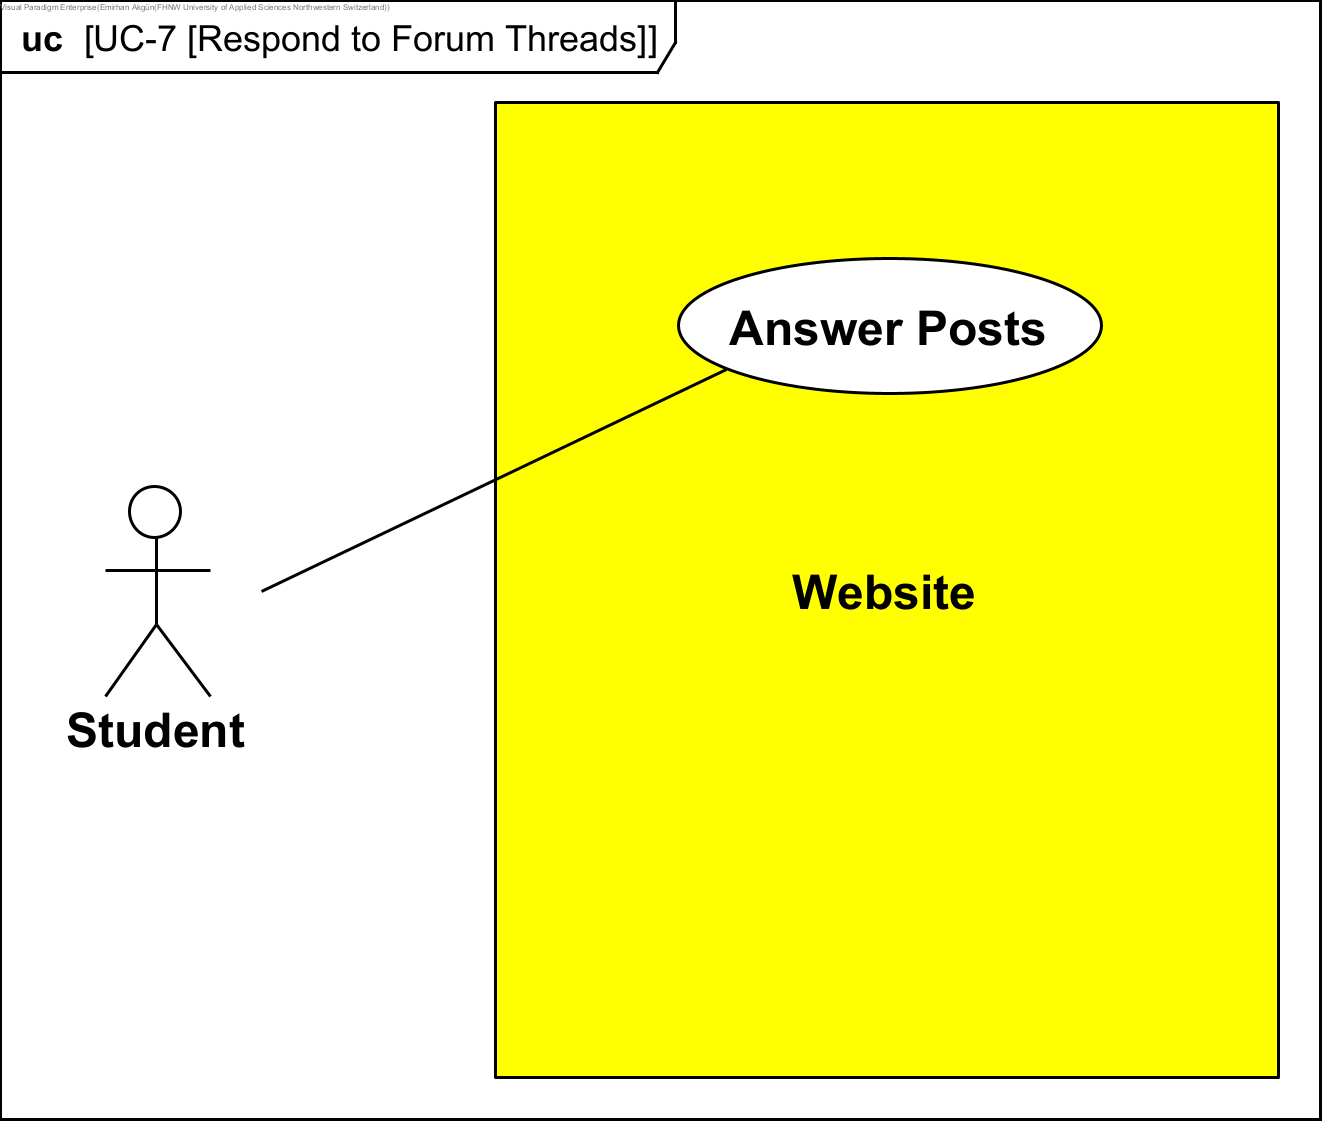 Visual Paradigm Enterprise(Emirhan Akgün(FHNW University of Applied Sciences Northwestern Switzerland))
uc [UC-7 [Respond to Forum Threads]]
Answer Posts
Website
Student